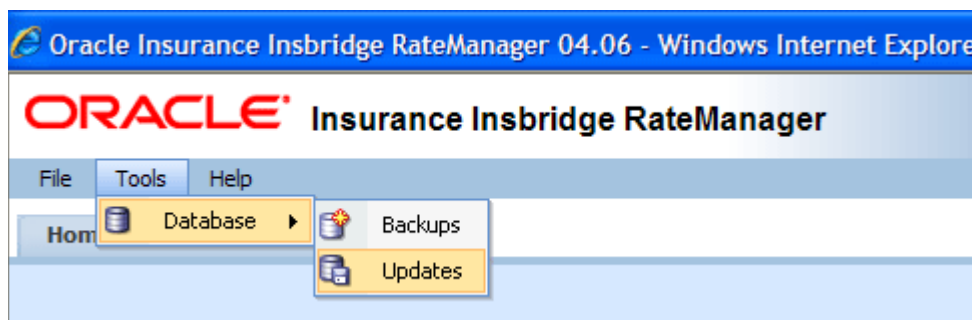 Oracle Insurance Insbridge RateManager 04.06 - Windows Internet Explore
ORACLE Insurance Insbridge RateManager
File Tools Help
Hom Database Backups
Updates